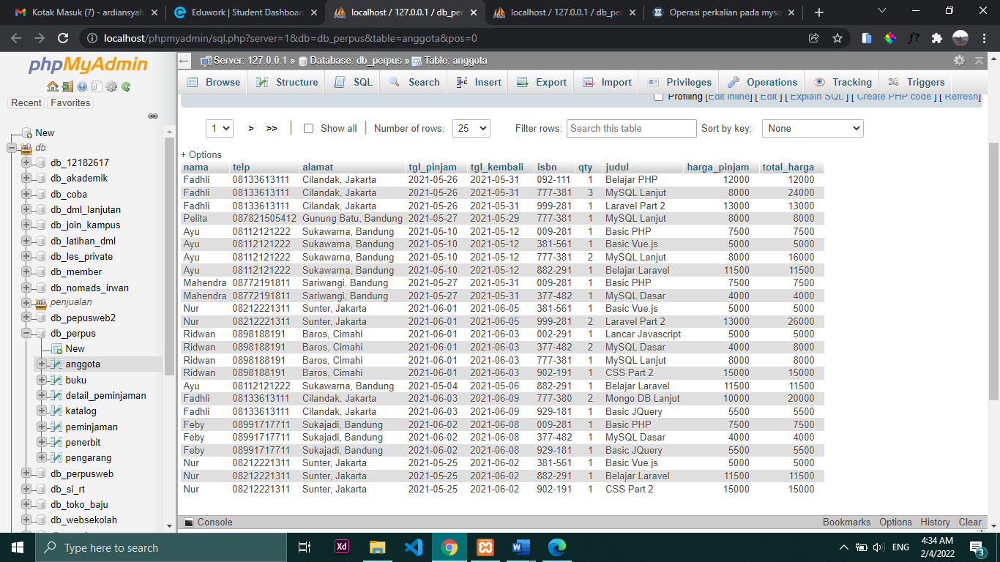 Kotak Masuk (7) - ardiansyah
Eduwork | Student Dashboard
localhost / 127.0.0.1 / db_per
localhost / 127.0.0.1 / db_per
Operasi perkalian pada mysq
localhost/phpmyadmin/sql.php?server=1&db=db_perpus&table=anggota&pos=0
phpMyAdmin
Recent Favorites
New
db
db_12182617
db_akademik
db_coba
db_dml_lanjutan
db_join_kampus
db_latihan_dml
db_les_private
db_member
db_nomads_irwan
penjualan
db_pepusweb2
db_perpus
New
anggota
buku
detail_peminjaman
katalog
peminjaman
penerbit
pengarang
db_perpusweb
db_si_rt
db_toko_baju
db_websekolah
Server: 127.0.0.1 » Database: db_perpus » Table: anggota
Browse Structure SQL Search Insert Export Import Privileges Operations Tracking Triggers
Profiling [Edit inline] [ Edit ] [ Explain SQL ] [ Create PHP code ] [ Refresh]
1 > >> | Show all | Number of rows: 25 Filter rows: Search this table Sort by key: None
+ Options
nama telp alamat tgl_pinjam tgl_kembali isbn qty judul harga_pinjam total_harga
Fadhli 08133613111 Cilandak, Jakarta 2021-05-26 2021-05-31 092-111 1 Belajar PHP 12000 12000
Fadhli 08133613111 Cilandak, Jakarta 2021-05-26 2021-05-31 777-381 3 MySQL Lanjut 8000 24000
Fadhli 08133613111 Cilandak, Jakarta 2021-05-26 2021-05-31 999-281 1 Laravel Part 2 13000 13000
Pelita 087821505412 Gunung Batu, Bandung 2021-05-27 2021-05-29 777-381 1 MySQL Lanjut 8000 8000
Ayu 08112121222 Sukawarna, Bandung 2021-05-10 2021-05-12 009-281 1 Basic PHP 7500 7500
Ayu 08112121222 Sukawarna, Bandung 2021-05-10 2021-05-12 381-561 1 Basic Vue.js 5000 5000
Ayu 08112121222 Sukawarna, Bandung 2021-05-10 2021-05-12 777-381 2 MySQL Lanjut 8000 16000
Ayu 08112121222 Sukawarna, Bandung 2021-05-10 2021-05-12 882-291 1 Belajar Laravel 11500 11500
Mahendra 08772191811 Sariwangi, Bandung 2021-05-27 2021-05-31 009-281 1 Basic PHP 7500 7500
Mahendra 08772191811 Sariwangi, Bandung 2021-05-27 2021-05-31 377-482 1 MySQL Dasar 4000 4000
Nur 08212221311 Sunter, Jakarta 2021-06-01 2021-06-05 381-561 1 Basic Vue.js 5000 5000
Nur 08212221311 Sunter, Jakarta 2021-06-01 2021-06-05 999-281 2 Laravel Part 2 13000 26000
Ridwan 0898188191 Baros, Cimahi 2021-06-01 2021-06-03 002-291 1 Lancar Javascript 5000 5000
Ridwan 0898188191 Baros, Cimahi 2021-06-01 2021-06-03 377-482 2 MySQL Dasar 4000 8000
Ridwan 0898188191 Baros, Cimahi 2021-06-01 2021-06-03 777-381 1 MySQL Lanjut 8000 8000
Ridwan 0898188191 Baros, Cimahi 2021-06-01 2021-06-03 902-191 1 CSS Part 2 15000 15000
Ayu 08112121222 Sukawarna, Bandung 2021-05-04 2021-05-06 882-291 1 Belajar Laravel 11500 11500
Fadhli 08133613111 Cilandak, Jakarta 2021-06-03 2021-06-09 777-380 2 Mongo DB Lanjut 10000 20000
Fadhli 08133613111 Cilandak, Jakarta 2021-06-03 2021-06-09 929-181 1 Basic JQuery 5500 5500
Feby 08991717711 Sukajadi, Bandung 2021-06-02 2021-06-08 009-281 1 Basic PHP 7500 7500
Feby 08991717711 Sukajadi, Bandung 2021-06-02 2021-06-08 377-482 1 MySQL Dasar 4000 4000
Feby 08991717711 Sukajadi, Bandung 2021-06-02 2021-06-08 929-181 1 Basic JQuery 5500 5500
Nur 08212221311 Sunter, Jakarta 2021-05-25 2021-06-02 381-561 1 Basic Vue.js 5000 5000
Nur 08212221311 Sunter, Jakarta 2021-05-25 2021-06-02 882-291 1 Belajar Laravel 11500 11500
Nur 08212221311 Sunter, Jakarta 2021-05-25 2021-06-02 902-191 1 CSS Part 2 15000 15000
Console Bookmarks Options History Clear
Type here to search
Xd
ENG
4:34 AM
2/4/2022
3